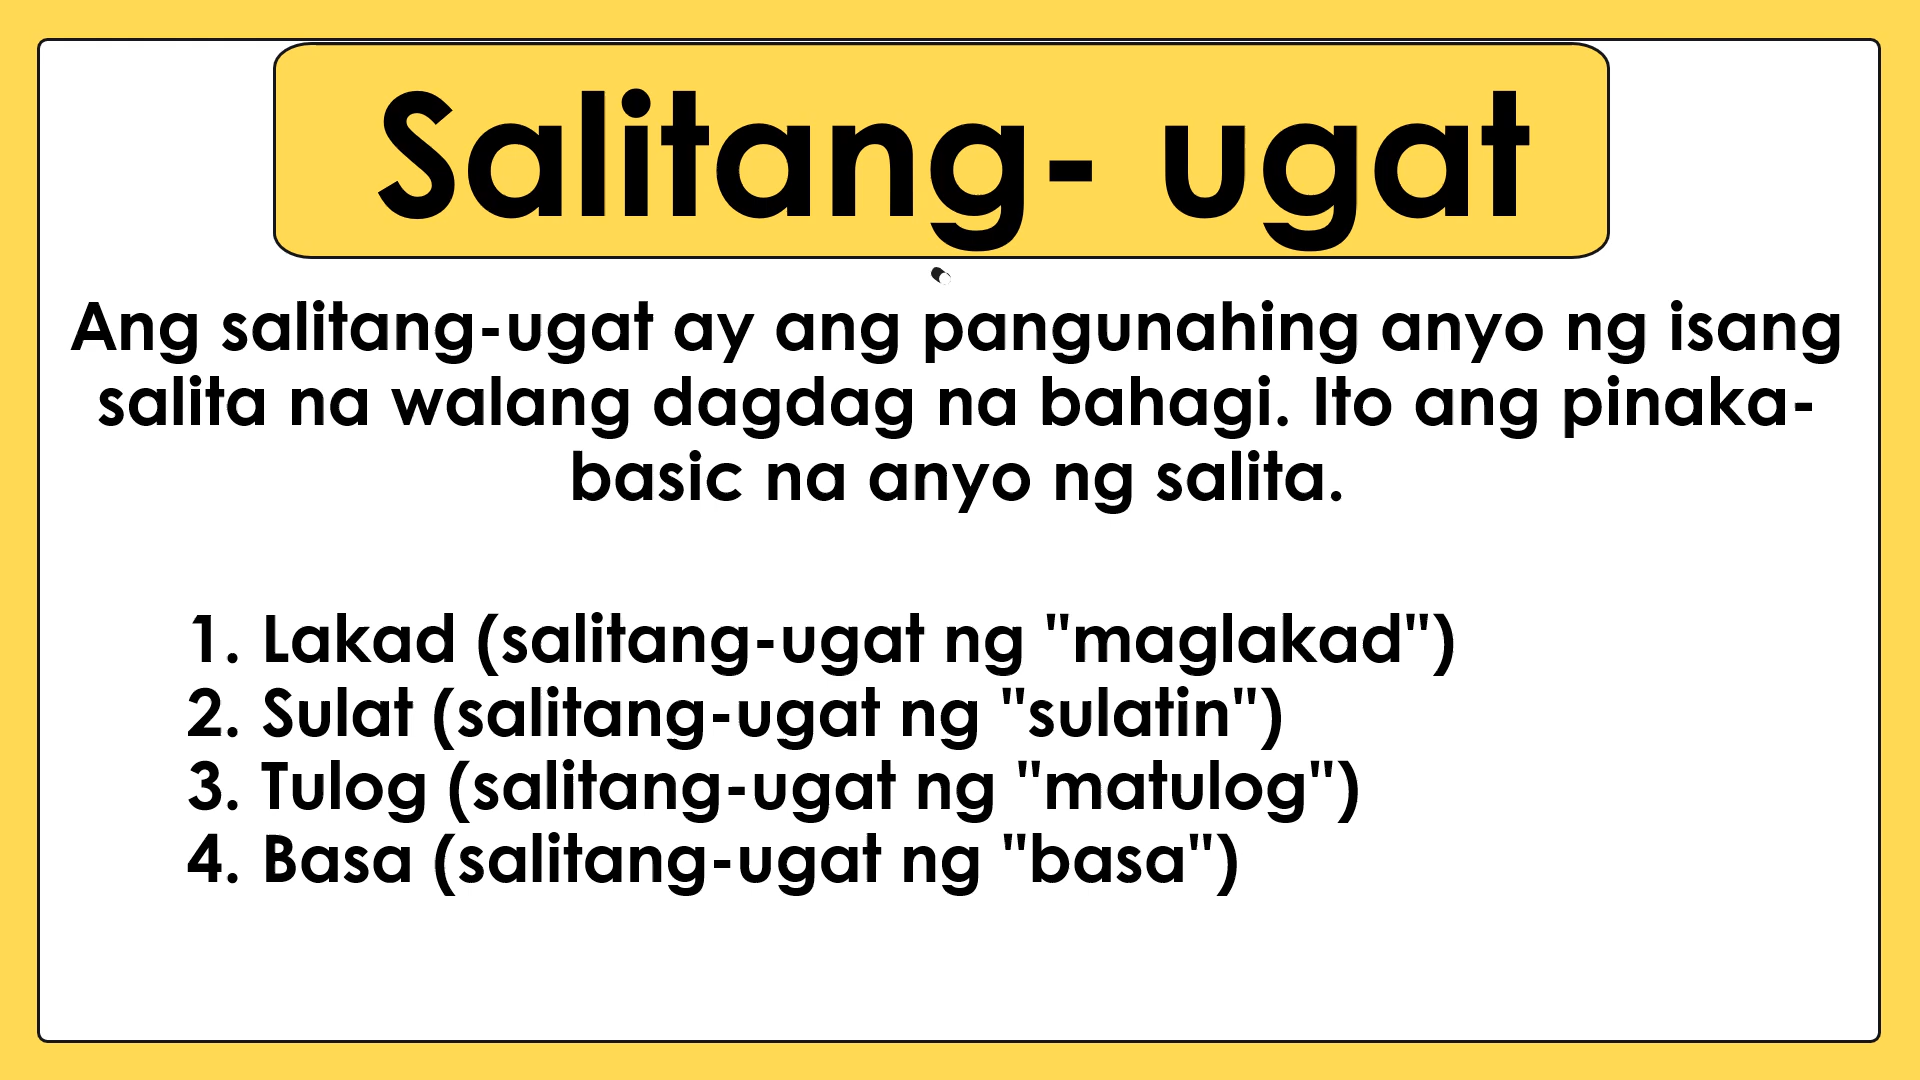 Salitang- ugat
Ang salitang-ugat ay ang pangunahing anyo ng isang
salita na walang dagdag na bahagi. Ito ang pinaka-
basic na anyo ng salita.
1. Lakad (salitang-ugat ng "maglakad")
2. Sulat (salitang-ugat ng "sulatin")
3. Tulog (salitang-ugat ng "matulog")
4. Basa (salitang-ugat ng "basa")